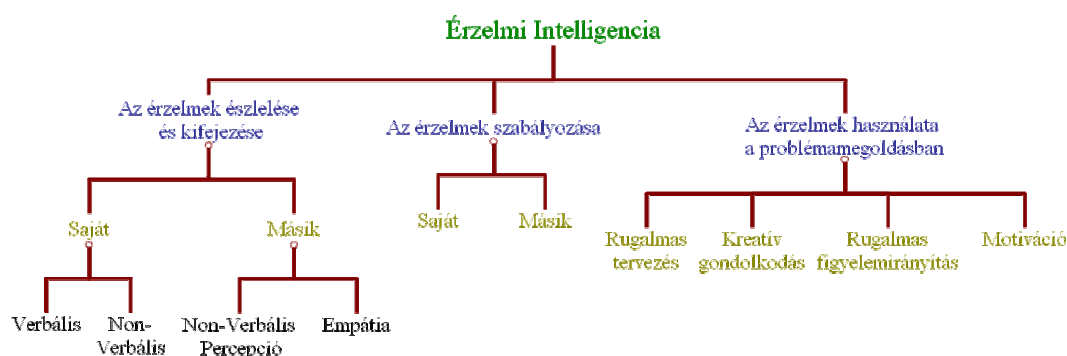 Érzelmi Intelligencia
Az érzelmek észlelése
és kifejezése
Az érzelmek szabályozása
Az érzelmek használata
a problémamegoldásban
Saját
Másik
Saját
Másik
Rugalmas
tervezés
Kreatív
gondolkodás
Rugalmas
figyelemirányítás
Motiváció
Verbális
Non-
Verbális
Non-Verbális
Percepció
Empátia